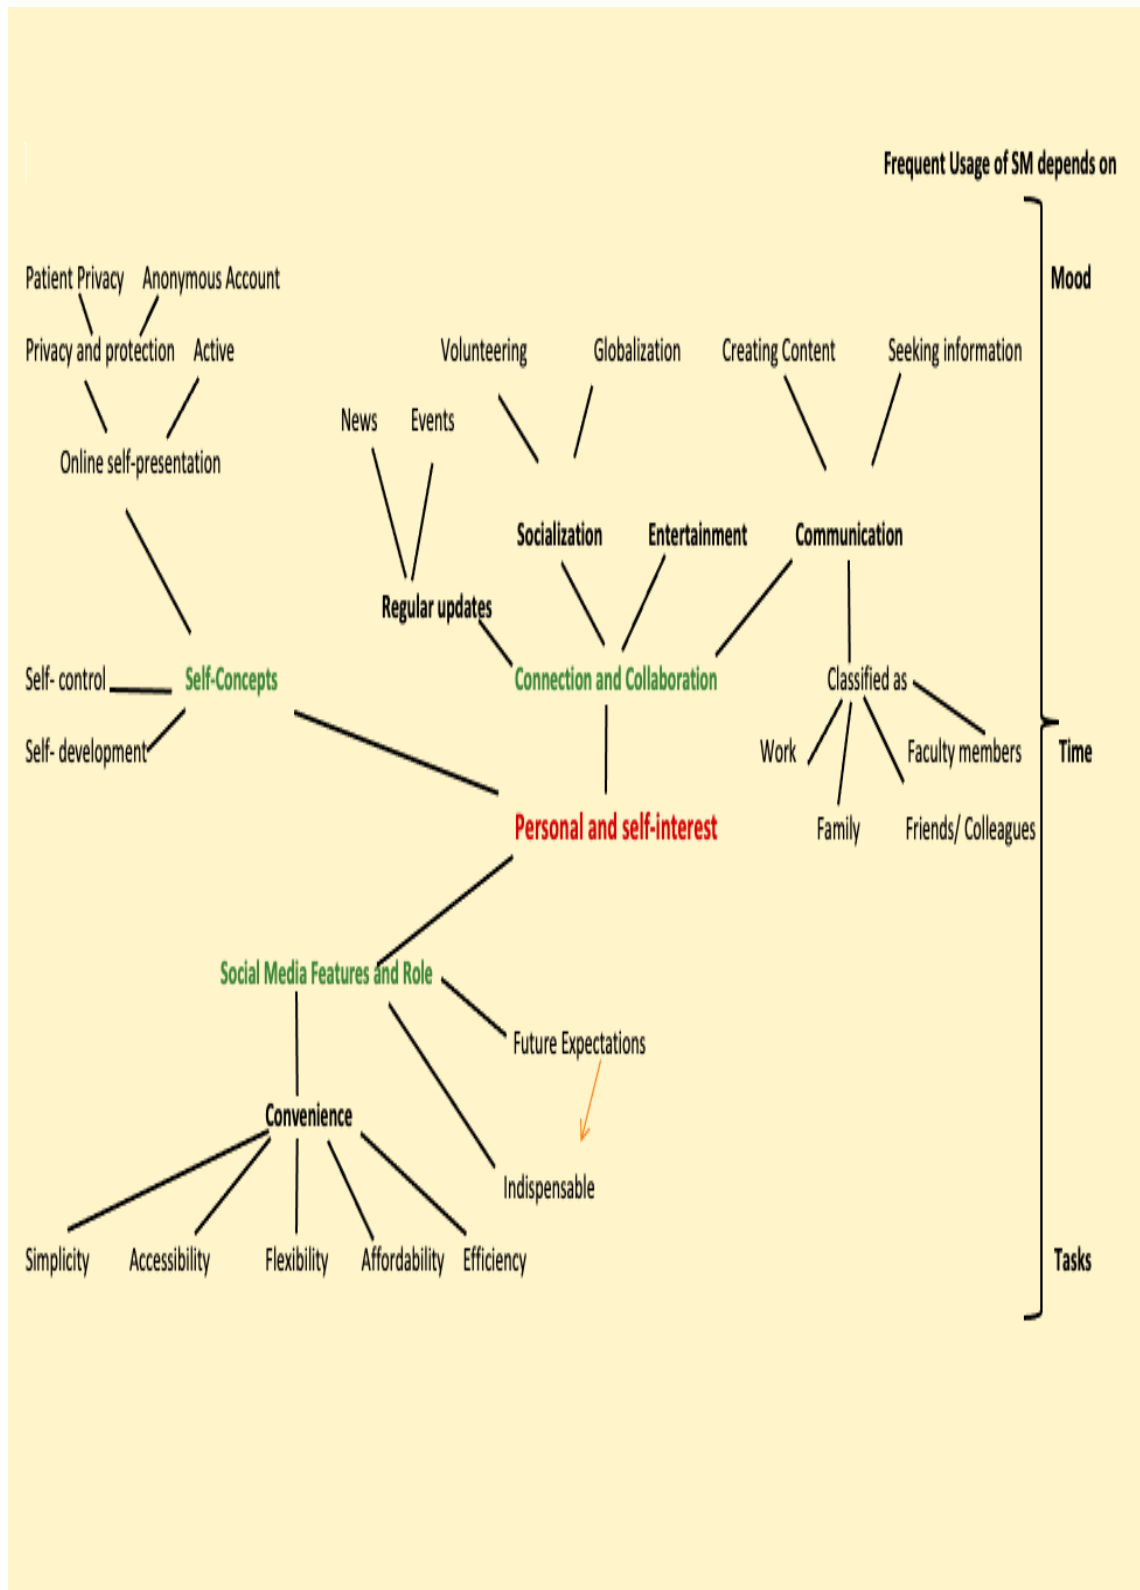 Frequent Usage of SM depends on
Patient Privacy
Anonymous Account
Mood
Privacy and protection
Active
Volunteering
Globalization
Creating Content
Seeking information
News
Events
Online self-presentation
Socialization
Entertainment
Communication
Regular updates
Self- control
Self-Concepts
Connection and Collaboration
Classified as
Self- development
Work
Faculty members
Time
Personal and self-interest
Family
Friends/ Colleagues
Social Media Features and Role
Future Expectations
Convenience
Indispensable
Simplicity
Accessibility
Flexibility
Affordability
Efficiency
Tasks